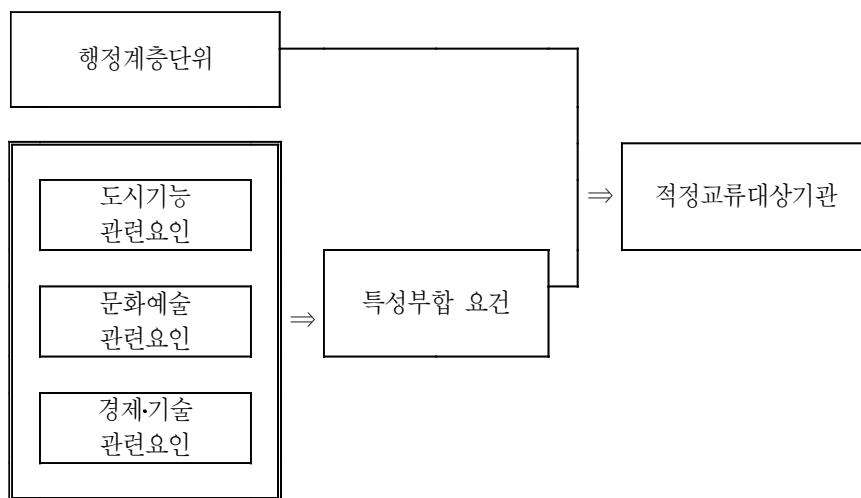 행정계층단위
도시기능
관련요인
문화예술
관련요인
경제·기술
관련요인
⇒
특성부합 요건
⇒
적정교류대상기관